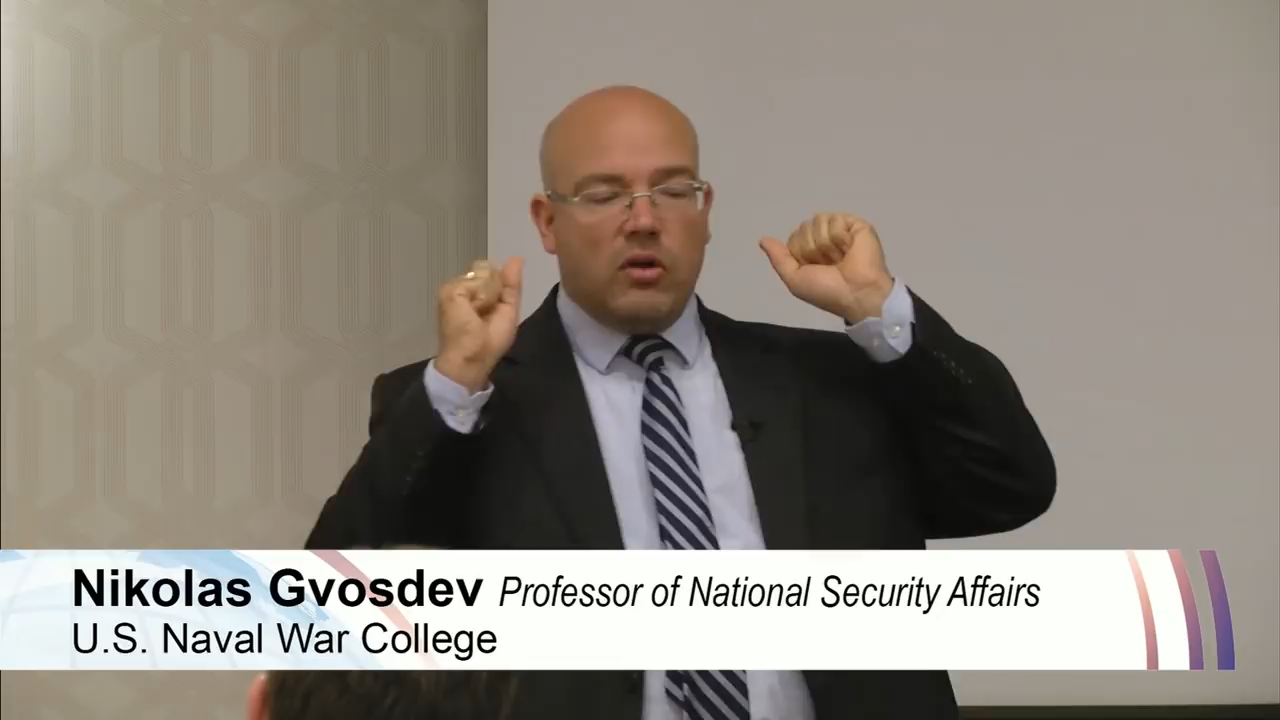 Nikolas Gvosdev Professor of National Security Affairs
U.S. Naval War College